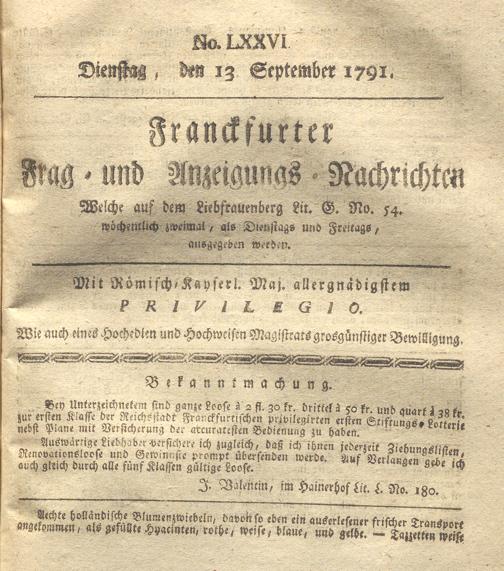 No. LXXVI.
Dienstag, den 13 September 1791.
Franckfurter
Frag- und Anzeigungs-Nachrichten
Welche auf dem Liebfrauenberg Lit. G. No. 54.
wöchentlich zweimal, als Dienstags und Freitags,
ausgegeben werden.
Mit Römisch-Kayserl. Maj. allergnädigstem
PRIVILEGIO.
Wie auch eines Hochedlen und Hochweisen Magistrats grosgünstiger Bewilligung.
Bekanntmachung.
Bey Unterzeichnetem sind ganze Loose à 2 fl. 30 kr. drittel à 50 kr. und quart à 38 kr.
zur ersten Klasse der Reichsstadt Franckfurtischen privilegirten ersten Stiftungs-Lotterie
nebst Plane mit Versicherung der accuratesten Bedienung zu haben.
Auswärtige Liebhaber versichere ich zugleich, daß ich ihnen jederzeit Ziehungslisten,
Renovationsloose und Gewinnste prompt übersenden werde. Auf Verlangen gebe ich
auch gleich durch alle fünf Klassen gültige Loose.
J. Valentin, im Hainerhof Lit. L. No. 180.
Aechte holländische Blumenzwiebeln, davon so eben ein auserlesener frischer Transport
angekommen, als gefüllte Hyacinten, rothe, weise, blaue, und gelbe. — Tazzetten weise